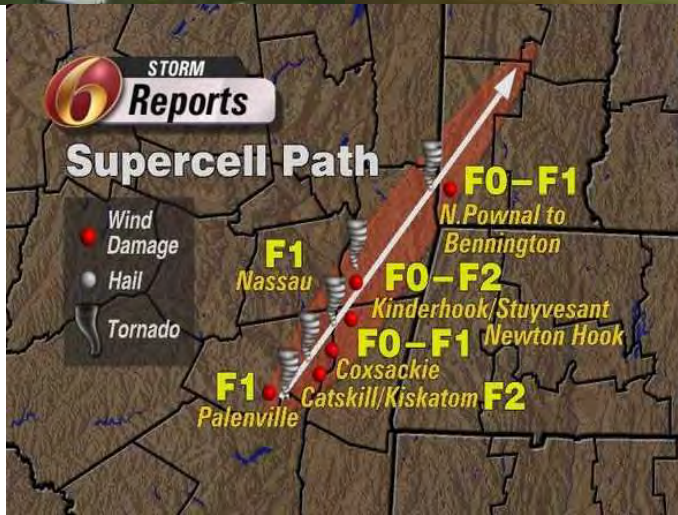 6
STORM
Reports
Supercell Path
Wind
Damage
Hail
Tornado
F0-F1
N.Pownal to
Bennington
F1
Nassau
F0-F2
Kinderhook/Stuyvesant
Newton Hook
F0-F1
Coxsackie
Catskill/Kiskatom F2
F1
Palenville